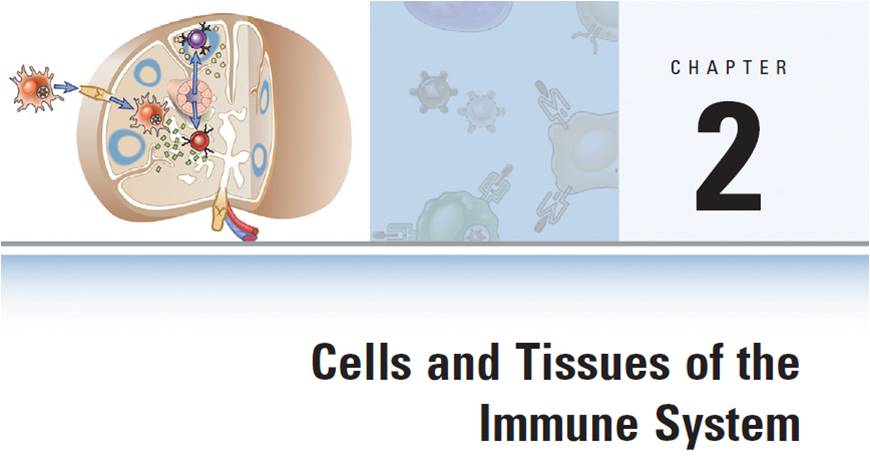 CHAPTER
2
Cells and Tissues of the
Immune System